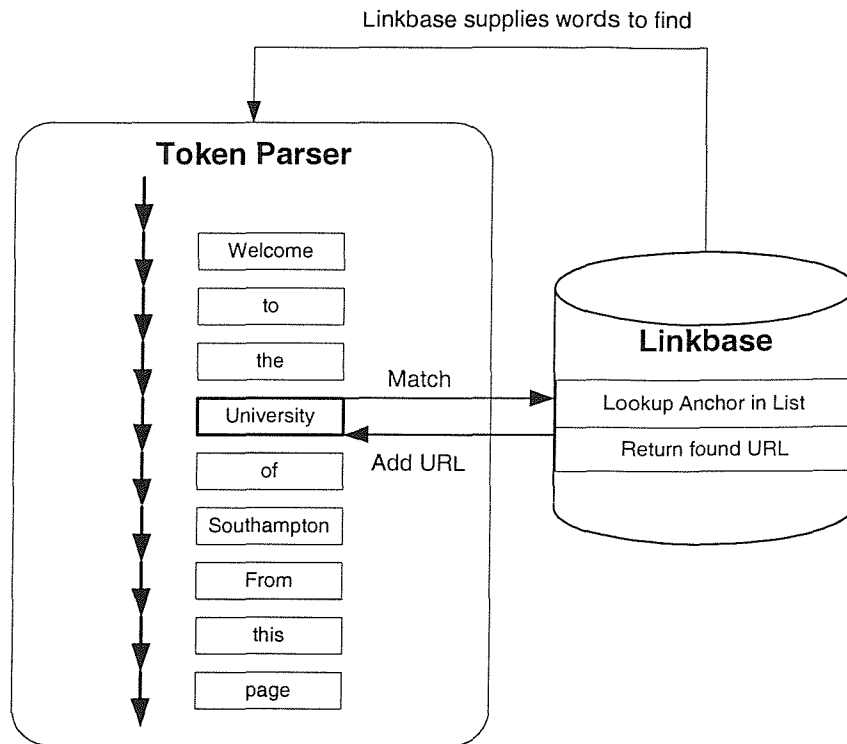 Linkbase supplies words to find
Token Parser
Welcome
to
the
University
of
Southampton
From
this
page
Match
Add URL
Linkbase
Lookup Anchor in List
Return found URL